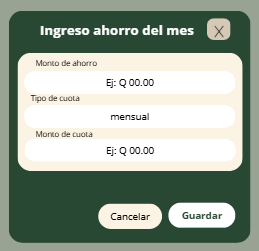 Ingreso ahorro del mes
X
Monto de ahorro
Ej: Q 00.00
Tipo de cuota
mensual
Monto de cuota
Ej: Q 00.00
Cancelar Guardar